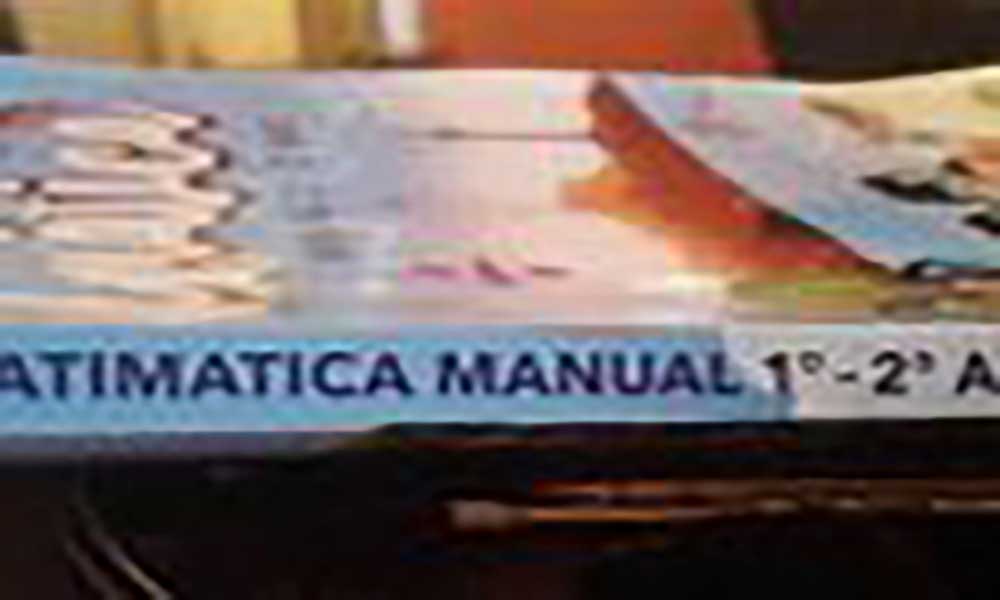 ATIMATICA MANUAL 1° - 2° A